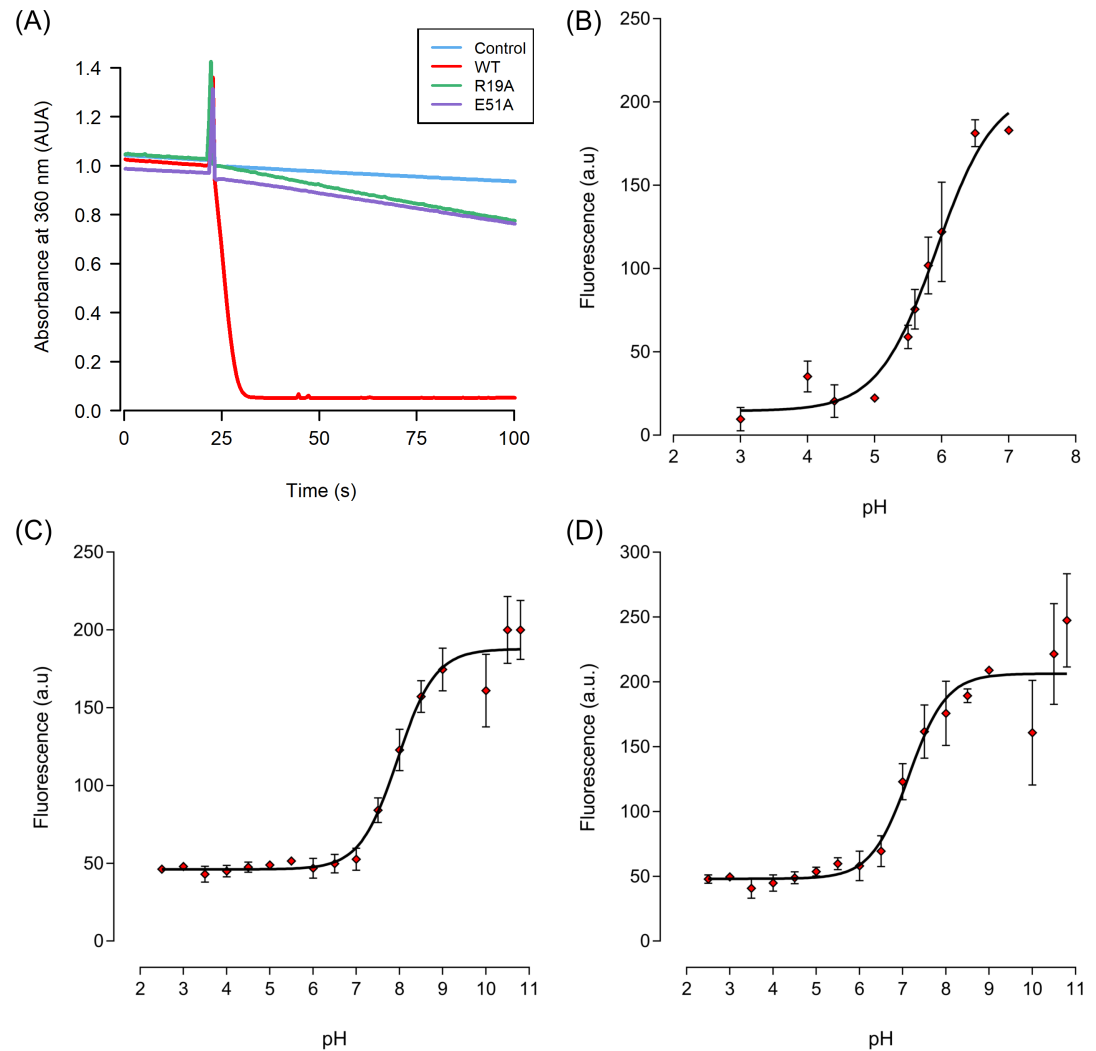 (A)
Control
WT
R19A
E51A
Absorbance at 360 nm (AUA)
1.4
1.2
1.0
0.8
0.6
0.4
0.2
0.0
0 25 50 75 100
Time (s)
(B)
Fluorescence (a.u)
250
200
150
100
50
0
2 3 4 5 6 7 8
pH
(C)
Fluorescence (a.u)
250
200
150
100
50
0
2 3 4 5 6 7 8 9 10 11
pH
(D)
Fluorescence (a.u.)
300
250
200
150
100
50
0
2 3 4 5 6 7 8 9 10 11
pH